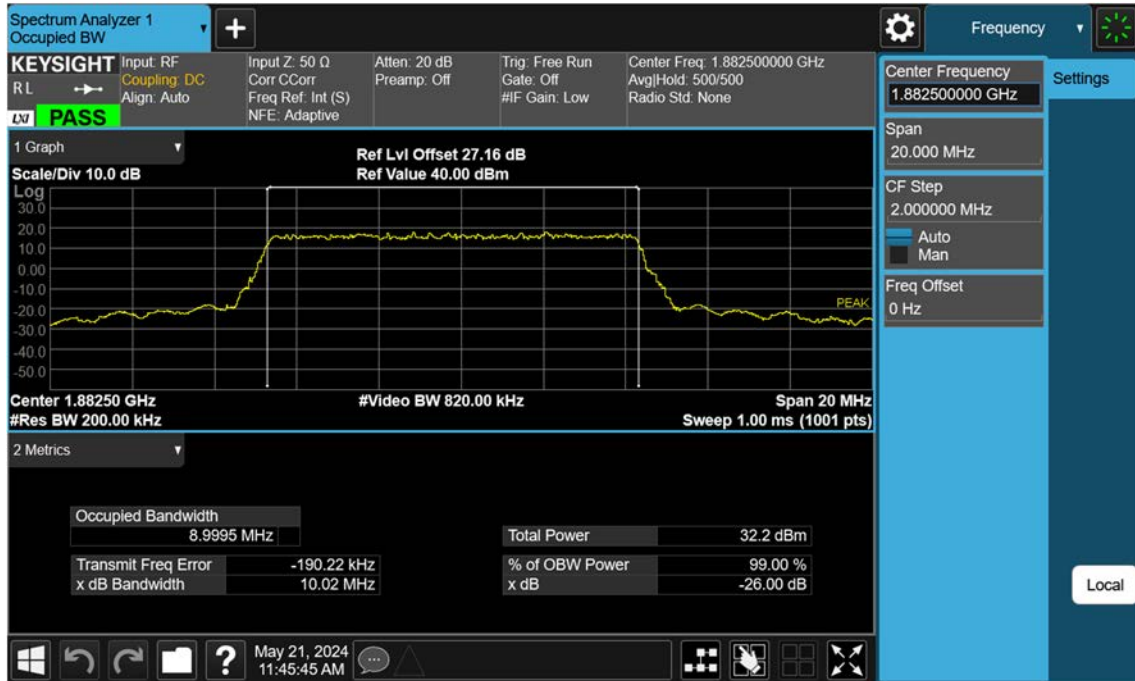 Spectrum Analyzer 1
Occupied BW
+
Frequency
KEYSIGHT
R L
LXI
PASS
Input: RF
Coupling: DC
Align: Auto
Input Z: 50 Ω
Corr CCorr
Freq Ref: Int (S)
NFE: Adaptive
Atten: 20 dB
Preamp: Off
Trig: Free Run
Gate: Off
#IF Gain: Low
Center Freq: 1.882500000 GHz
Avg|Hold: 500/500
Radio Std: None
Center Frequency
1.882500000 GHz
Settings
Span
20.000 MHz
CF Step
2.000000 MHz
Auto
Man
Freq Offset
0 Hz
Local
1 Graph
Scale/Div 10.0 dB
Ref Lvl Offset 27.16 dB
Ref Value 40.00 dBm
Log
30.0
20.0
10.0
0.00
-10.0
-20.0
-30.0
-40.0
-50.0
PEAK
Center 1.88250 GHz
#Video BW 820.00 kHz
Span 20 MHz
#Res BW 200.00 kHz
Sweep 1.00 ms (1001 pts)
2 Metrics
Occupied Bandwidth
8.9995 MHz
Total Power 32.2 dBm
Transmit Freq Error -190.22 kHz
% of OBW Power 99.00 %
x dB Bandwidth 10.02 MHz
x dB -26.00 dB
?
May 21, 2024
11:45:45 AM